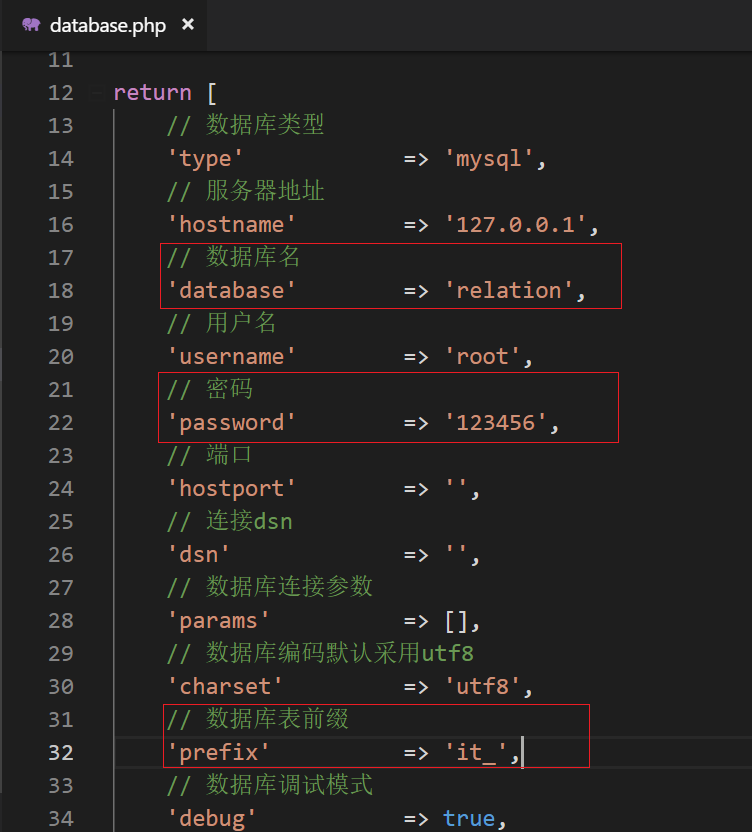 database.php ×
11
12 return [
13 // 数据库类型
14 'type' => 'mysql',
15 // 服务器地址
16 'hostname' => '127.0.0.1',
17 // 数据库名
18 'database' => 'relation',
19 // 用户名
20 'username' => 'root',
21 // 密码
22 'password' => '123456',
23 // 端口
24 'hostport' => '',
25 // 连接dsn
26 'dsn' => '',
27 // 数据库连接参数
28 'params' => [],
29 // 数据库编码默认采用utf8
30 'charset' => 'utf8',
31 // 数据库表前缀
32 'prefix' => 'it_',
33 // 数据库调试模式
34 'debug' => true,